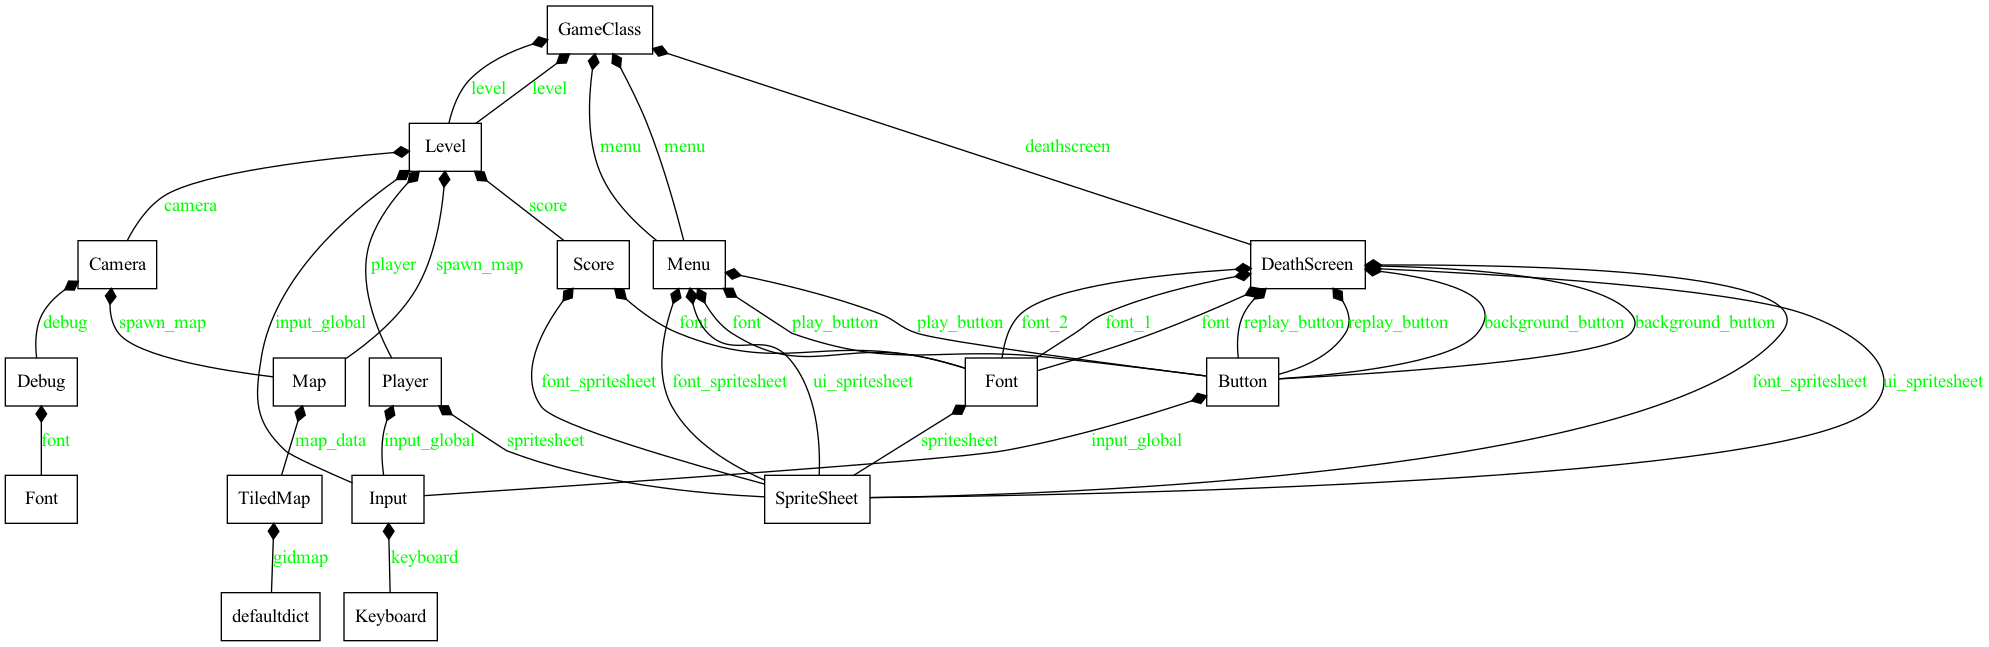 GameClass
level
level
menu
menu
deathscreen
Level
camera
score
Camera
input_global
player
spawn_map
Score
Menu
DeathScreen
debug
spawn_map
font
font
play_button
play_button
font_2
font_1
font
replay_button
replay_button
background_button
background_button
Debug
Map
Player
font_spritesheet
font_spritesheet
ui_spritesheet
Font
Button
font_spritesheet
ui_spritesheet
font
map_data
input_global
spritesheet
spritesheet
input_global
Font
TiledMap
Input
SpriteSheet
gidmap
keyboard
defaultdict
Keyboard